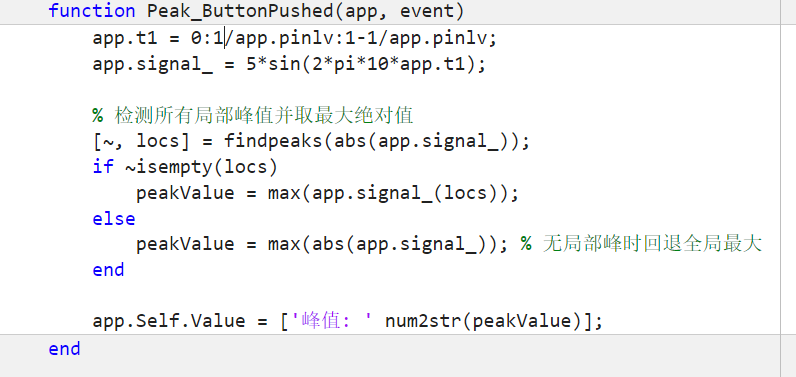 function Peak_ButtonPushed(app, event)
app.t1 = 0:1/app.pinlv:1-1/app.pinlv;
app.signal_ = 5*sin(2*pi*10*app.t1);
% 检测所有局部峰值并取最大绝对值
[~, locs] = findpeaks(abs(app.signal_));
if ~isempty(locs)
peakValue = max(app.signal_(locs));
else
peakValue = max(abs(app.signal_)); % 无局部峰时回退全局最大
end
app.Self.Value = ['峰值: ' num2str(peakValue)];
end